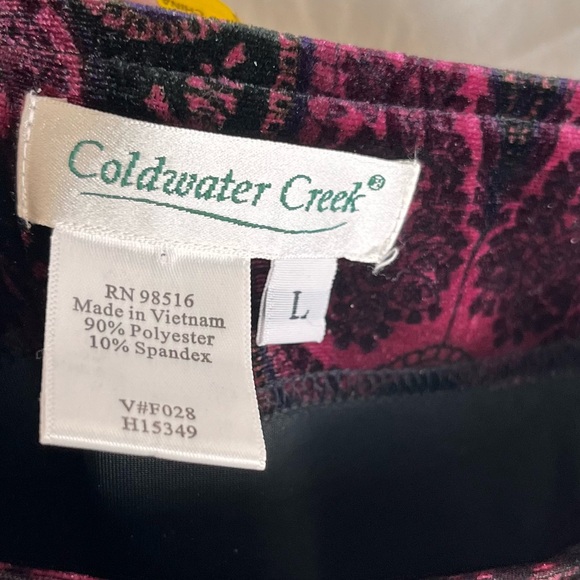 Coldwater Creek®
L
RN 98516
Made in Vietnam
90% Polyester
10% Spandex
V#F028
H15349